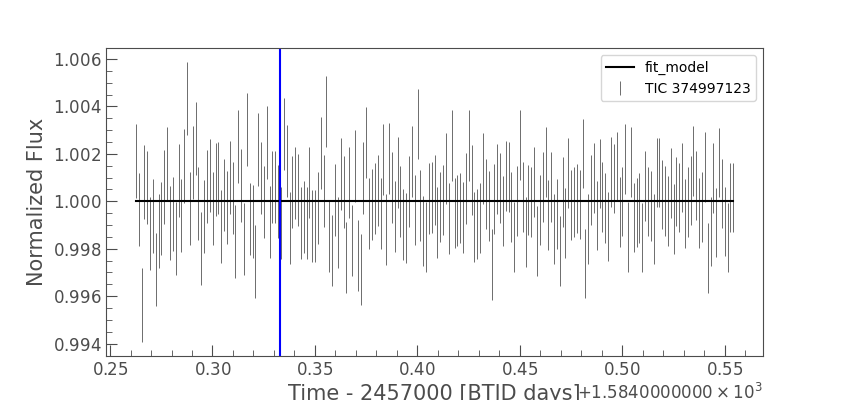 1.006
1.004
1.002
1.000
0.998
0.996
0.994
Normalized Flux
fit_model
TIC 374997123
0.25 0.30 0.35 0.40 0.45 0.50 0.55
Time - 2457000 [BTJD days]
+1.5840000000 × 10³